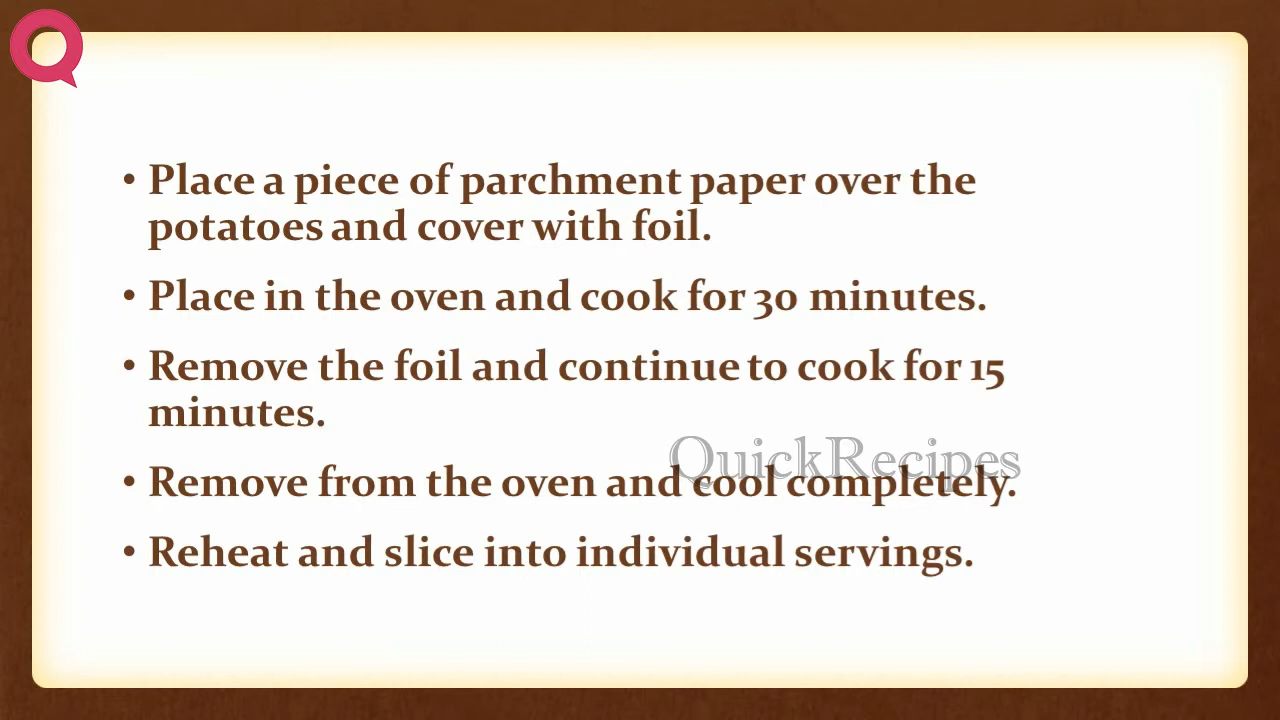 • Place a piece of parchment paper over the
potatoes and cover with foil.
• Place in the oven and cook for 30 minutes.
• Remove the foil and continue to cook for 15
minutes.
QuickRecipes
• Remove from the oven and cool completely.
• Reheat and slice into individual servings.